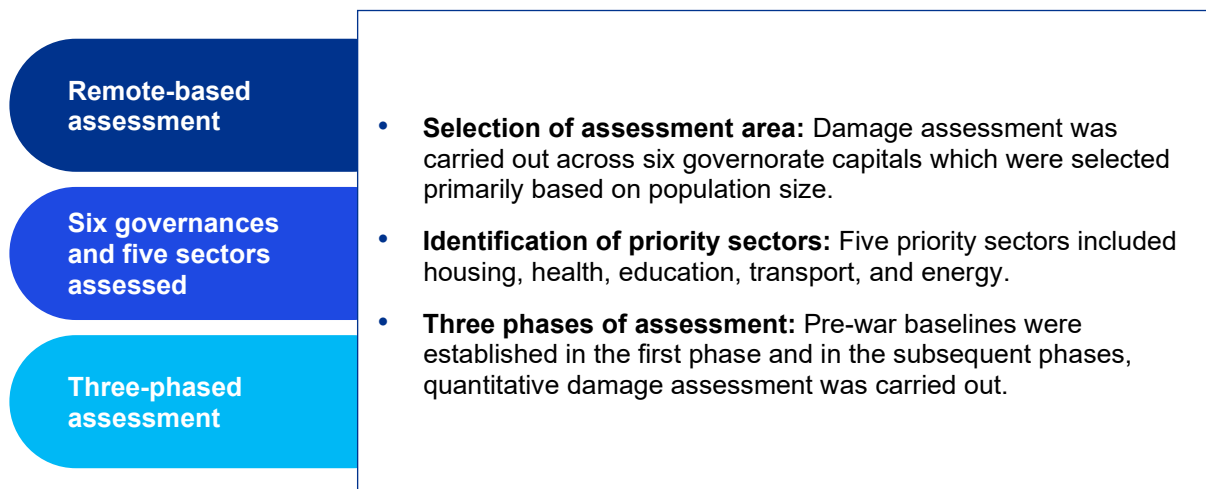 Remote-based
assessment
Six governances
and five sectors
assessed
Three-phased
assessment
• Selection of assessment area: Damage assessment was
carried out across six governorate capitals which were selected
primarily based on population size.
• Identification of priority sectors: Five priority sectors included
housing, health, education, transport, and energy.
• Three phases of assessment: Pre-war baselines were
established in the first phase and in the subsequent phases,
quantitative damage assessment was carried out.